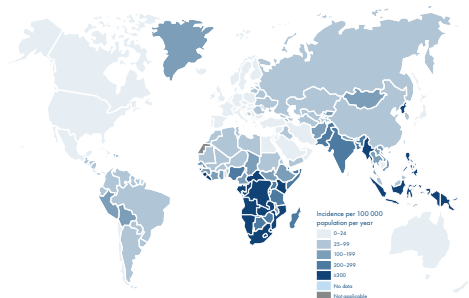 Incidence per 100 000
population per year
0–24
25–99
100–199
200–299
≥300
No data
Not applicable